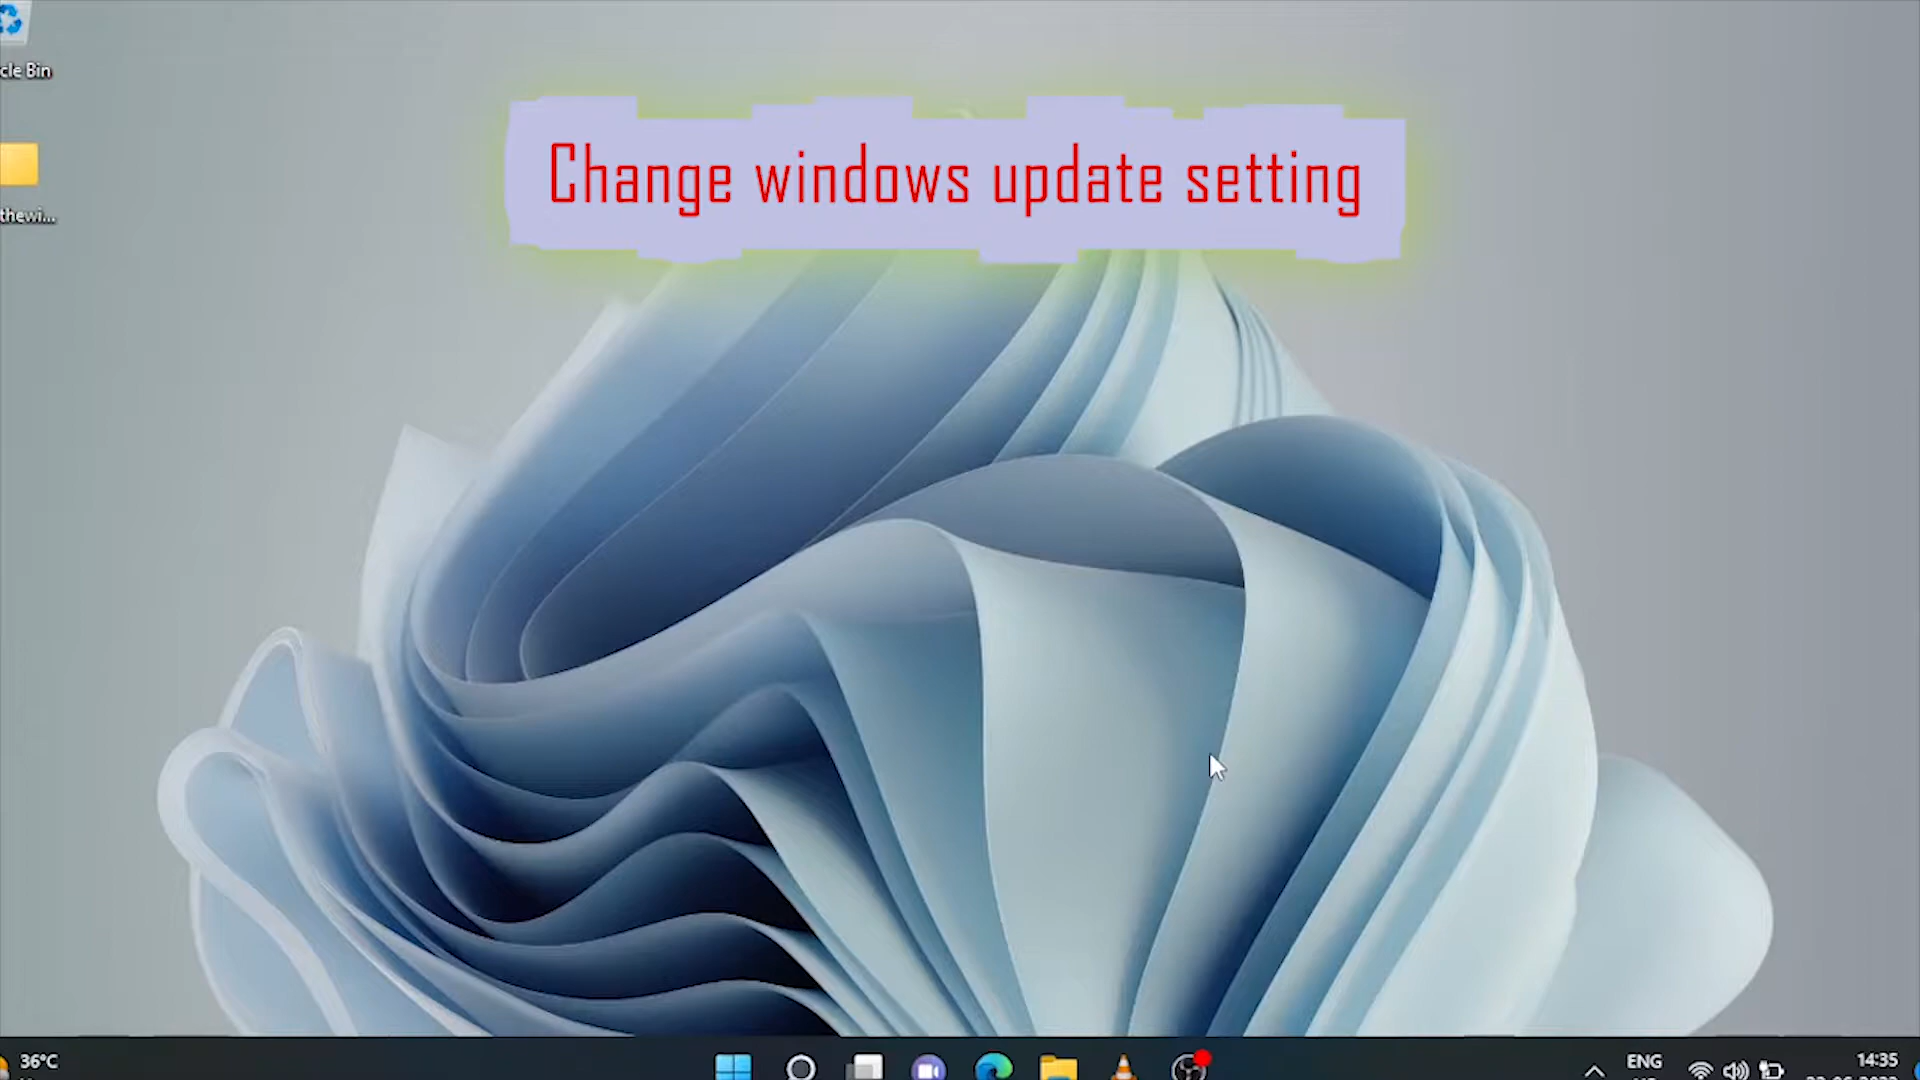 Change windows update setting
cle Bin
thewi...
36°C
ENG
14:35